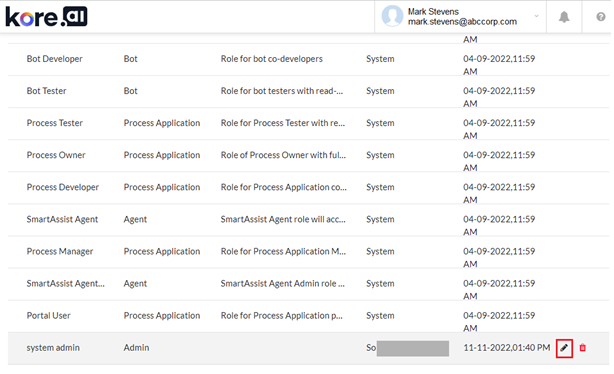 kore.ai
Mark Stevens
mark.stevens@abccorp.com
?
AM
Bot Developer Bot Role for bot co-developers System 04-09-2022,11:59
AM
Bot Tester Bot Role for bot testers with read-... System 04-09-2022,11:59
AM
Process Tester Process Application Role for Process Tester with re... System 04-09-2022,11:59
AM
Process Owner Process Application Role of Process Owner with ful... System 04-09-2022,11:59
AM
Process Developer Process Application Role for Process Application co... System 04-09-2022,11:59
AM
SmartAssist Agent Agent SmartAssist Agent role will acc... System 04-09-2022,11:59
AM
Process Manager Process Application Role for Process Application M... System 04-09-2022,11:59
AM
SmartAssist Agent... Agent SmartAssist Agent Admin role ... System 04-09-2022,11:59
AM
Portal User Process Application Role for Process Application p... System 04-09-2022,11:59
AM
system admin Admin So 11-11-2022,01:40 PM